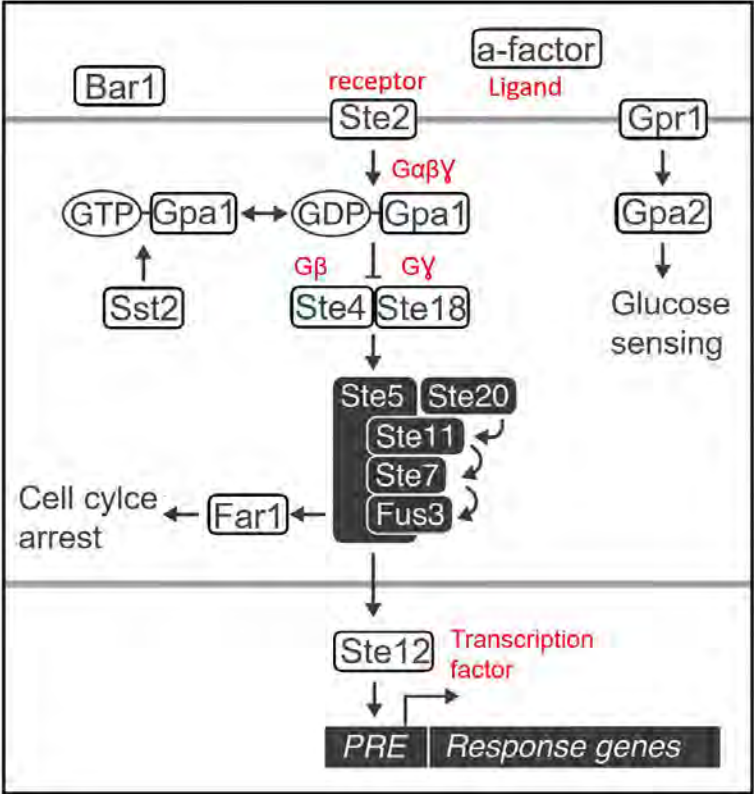 a-factor
Bar1
receptor
Ligand
Ste2
Gpr1
GαβƔ
GTP
Gpa1
GDP
Gpa1
Gpa2
Gβ
GƔ
Sst2
Ste4
Ste18
Glucose
sensing
Ste5
Ste20
Ste11
Ste7
Fus3
Cell cylce
arrest
Far1
Ste12
Transcription
factor
PRE
Response genes